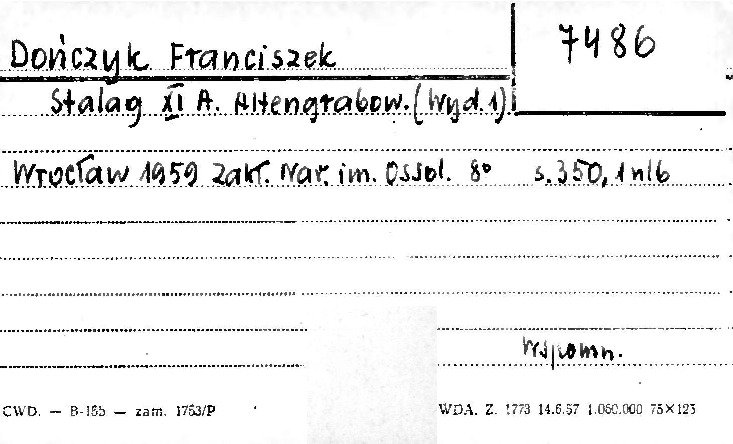 Dończyk Franciszek
7486
Stalag XI A. Altengrabow. (Wyd. 1)
Wrocław 1959 Zakł. Nar. im. Ossol. 8° s. 350, 1 nlb
Wspomn.
CWD. — B-165 — zam. 1763/P
WDA. Z. 1773 14.6.57 1.050.000 75×125